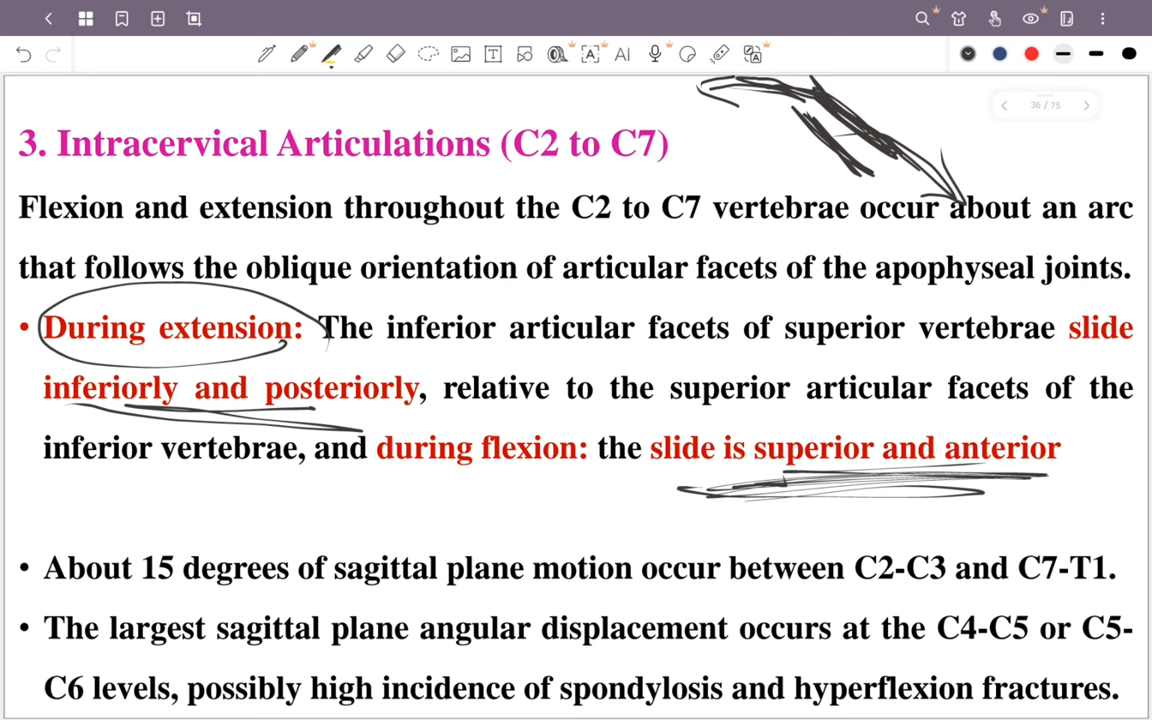 AI
36 / 75
3. Intracervical Articulations (C2 to C7)
Flexion and extension throughout the C2 to C7 vertebrae occur about an arc
that follows the oblique orientation of articular facets of the apophyseal joints.
• During extension: The inferior articular facets of superior vertebrae slide
inferiorly and posteriorly, relative to the superior articular facets of the
inferior vertebrae, and during flexion: the slide is superior and anterior
• About 15 degrees of sagittal plane motion occur between C2-C3 and C7-T1.
• The largest sagittal plane angular displacement occurs at the C4-C5 or C5-
C6 levels, possibly high incidence of spondylosis and hyperflexion fractures.